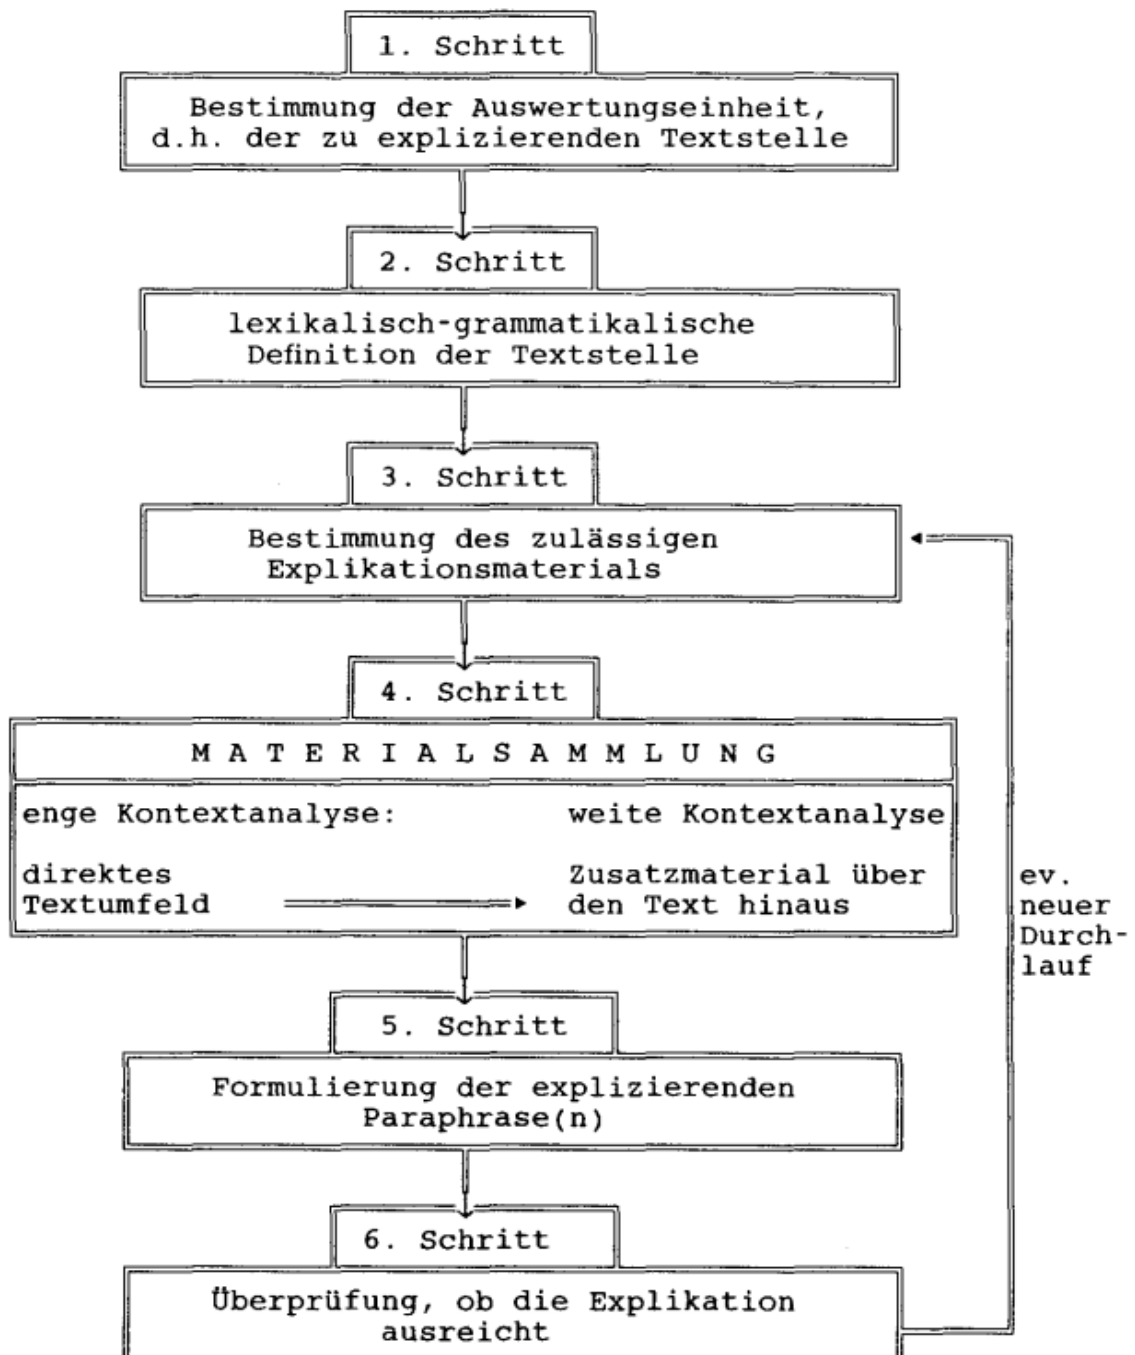 1. Schritt
Bestimmung der Auswertungseinheit,
d.h. der zu explizierenden Textstelle
2. Schritt
lexikalisch-grammatikalische
Definition der Textstelle
3. Schritt
Bestimmung des zulässigen
Explikationsmaterials
4. Schritt
M A T E R I A L S A M M L U N G
enge Kontextanalyse:
direktes
Textumfeld
weite Kontextanalyse
Zusatzmaterial über
den Text hinaus
ev.
neuer
Durch-
lauf
5. Schritt
Formulierung der explizierenden
Paraphrase(n)
6. Schritt
Überprüfung, ob die Explikation
ausreicht